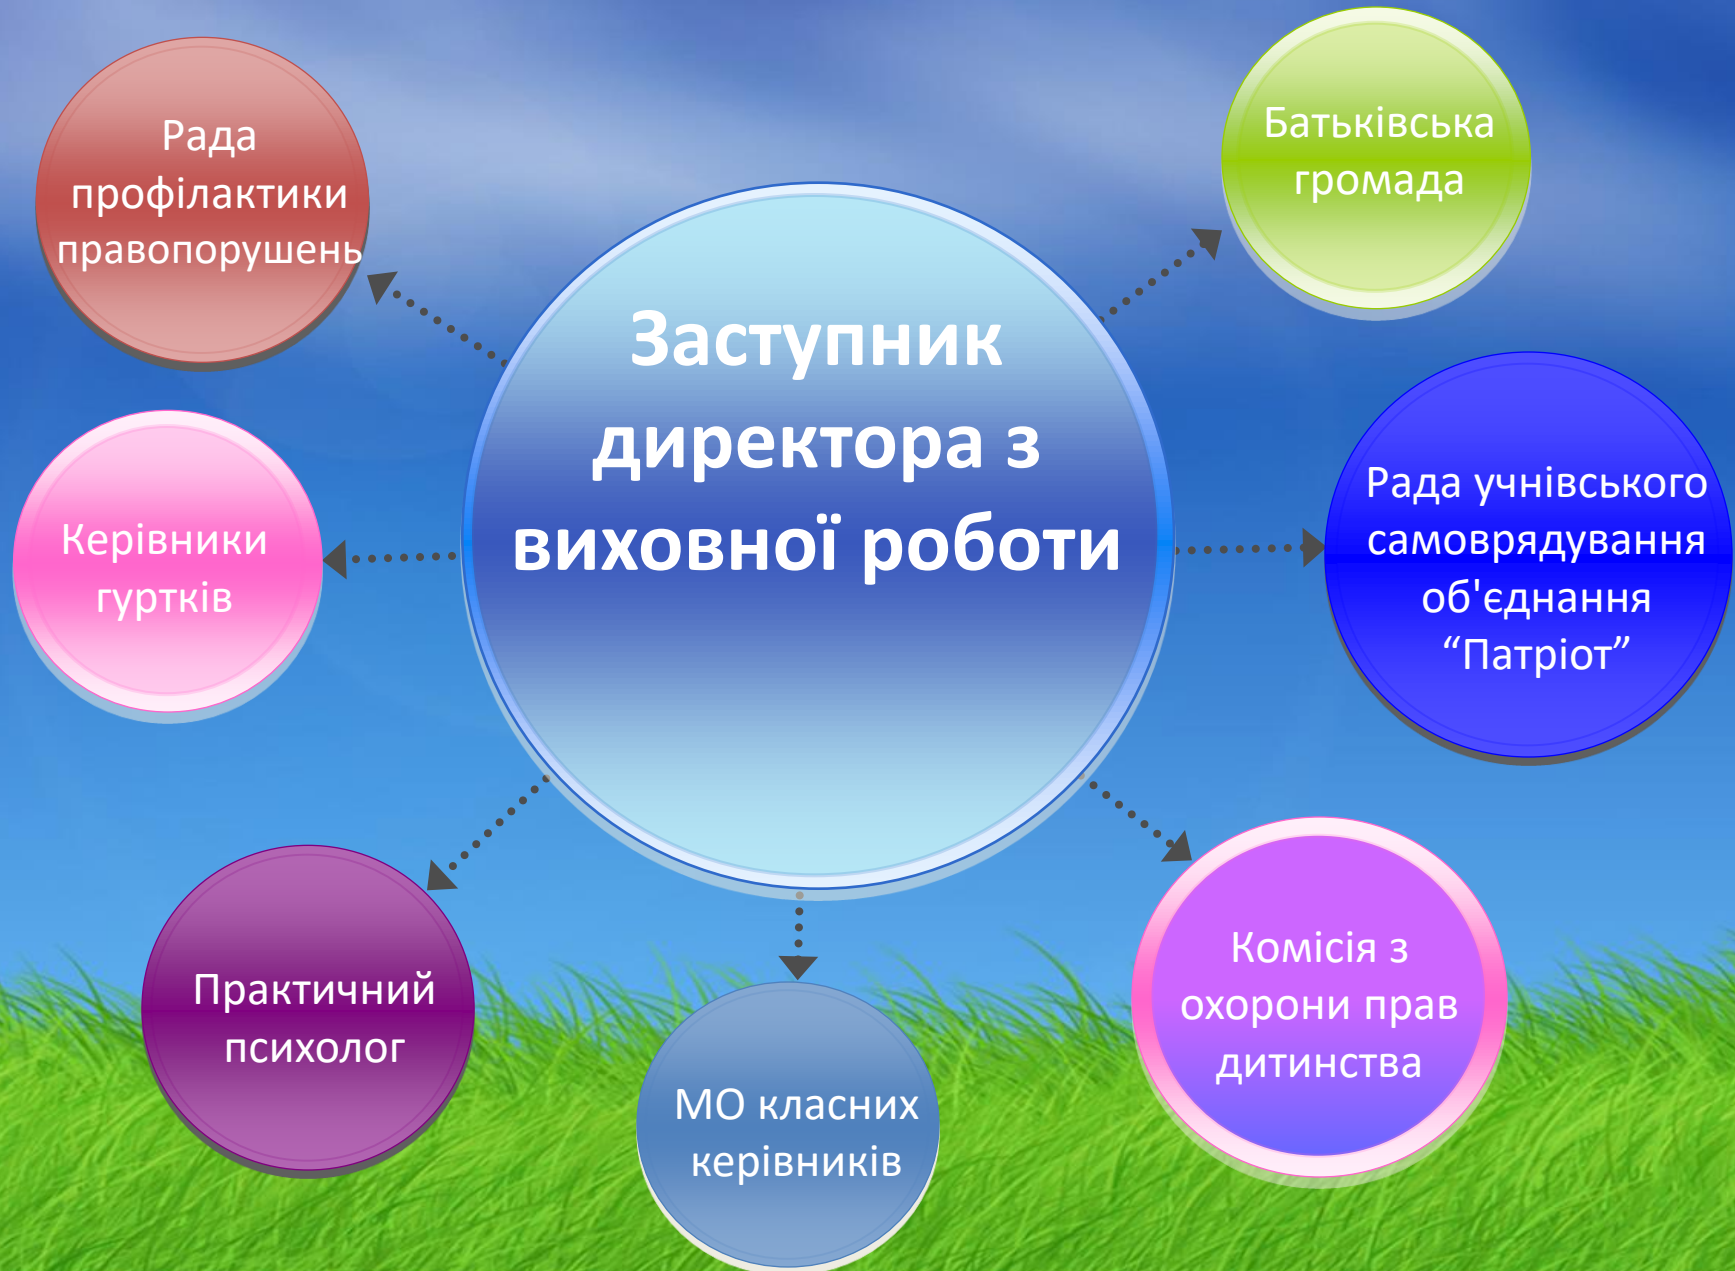 Рада
профілактики
правопорушень
Батьківська
громада
Заступник
директора з
виховної роботи
Керівники
гуртків
Рада учнівського
самоврядування
об'єднання
“Патріот”
Практичний
психолог
МО класних
керівників
Комісія з
охорони прав
дитинства